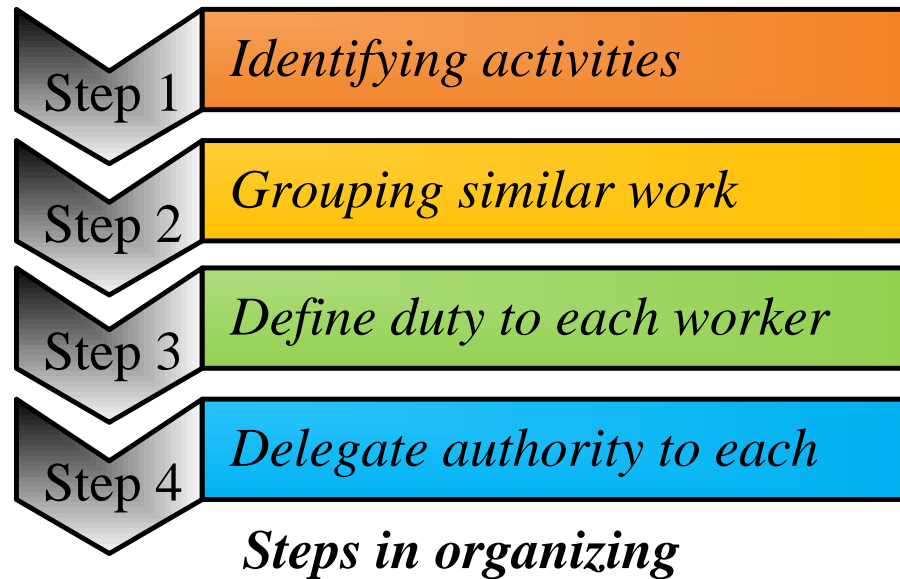 Step 1
Identifying activities
Step 2
Grouping similar work
Step 3
Define duty to each worker
Step 4
Delegate authority to each
Steps in organizing